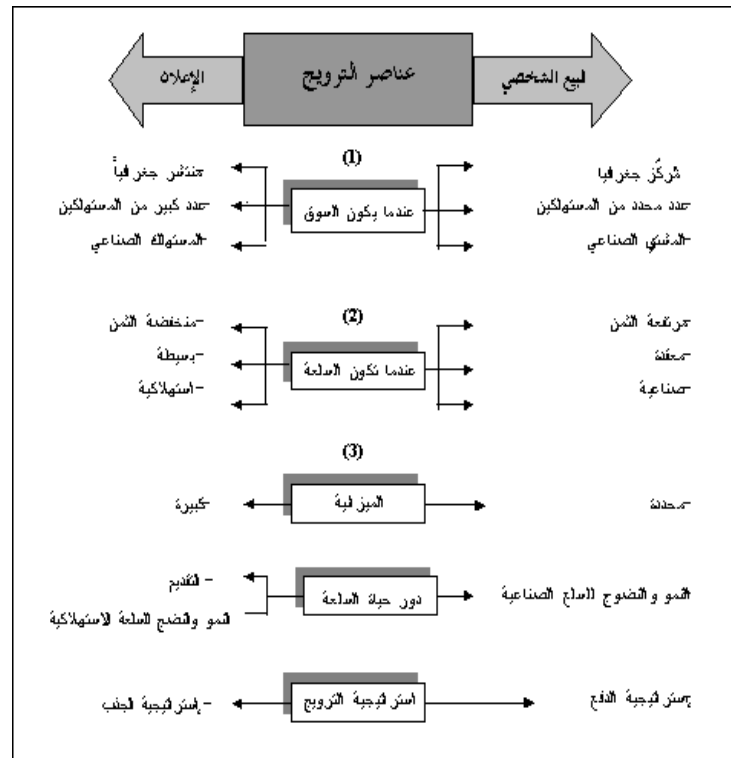 البيع الشخصي
عناصر الترويج
الإعلان
(1)
مُركّز جغرافيا
-منتشر جغرافياً
عندما يكون السوق
عدد محدد من المستهلكين
-عدد كبير من المستهلكين
-المشتري الصناعي
-المستهلك الصناعي
(2)
-مرتفعة الثمن
-منخفضة الثمن
عندما تكون السلعة
-معقدة
-بسيطة
-صناعية
-استهلاكية
(3)
-محددة
الميزانية
-كبيرة
النمو والنضوج للسلع الصناعية
دور حياة السلعة
- التقديم
النمو والنضج للسلعة الاستهلاكية
إستراتيجية الدفع
استراتيجية الترويج
-إستراتيجية الجذب